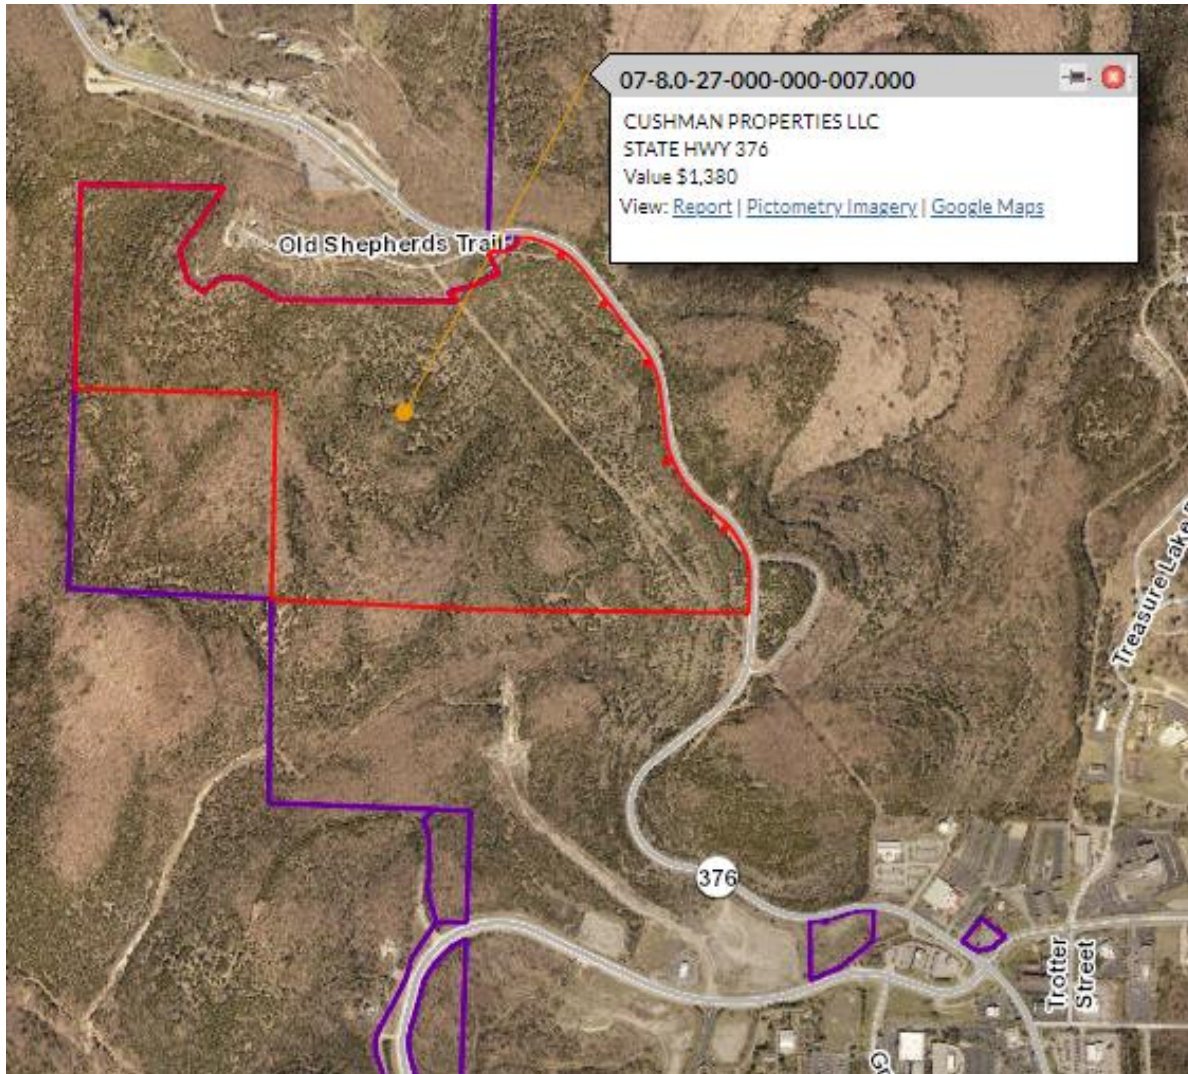 07-8.0-27-000-000-007.000
CUSHMAN PROPERTIES LLC
STATE HWY 376
Value $1,380
View: Report | Pictometry Imagery | Google Maps
Old Shepherds Trail
Treasure Lake
376
Trotter
Street